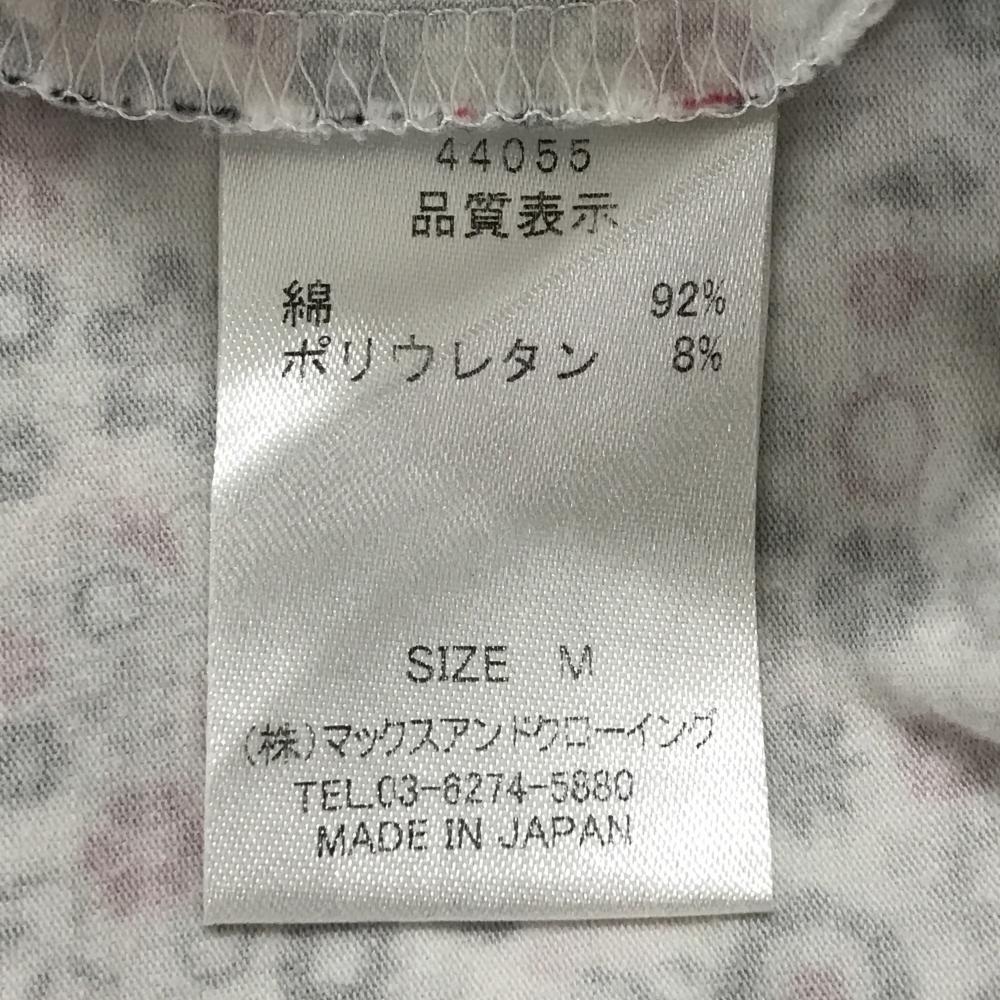 44055
品質表示
綿 92%
ポリウレタン 8%
SIZE M
(株)マックスアンドクローイング
TEL.03-6274-5880
MADE IN JAPAN